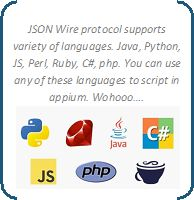 JSON Wire protocol supports
variety of languages. Java, Python,
JS, Perl, Ruby, C#, php. You can use
any of these languages to script in
appium. Wohooo....
Java
C#
JS
php